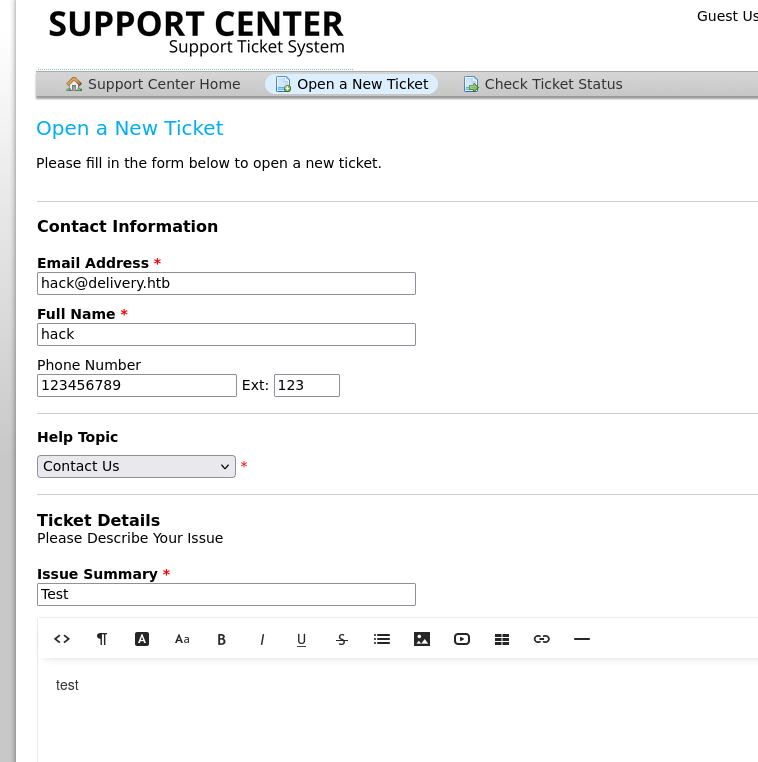 SUPPORT CENTER
Guest Us
Support Ticket System
Support Center Home Open a New Ticket Check Ticket Status
Open a New Ticket
Please fill in the form below to open a new ticket.
Contact Information
Email Address *
hack@delivery.htb
Full Name *
hack
Phone Number
123456789 Ext: 123
Help Topic
Contact Us *
Ticket Details
Please Describe Your Issue
Issue Summary *
Test
<> ¶ A Aa B I U S
test